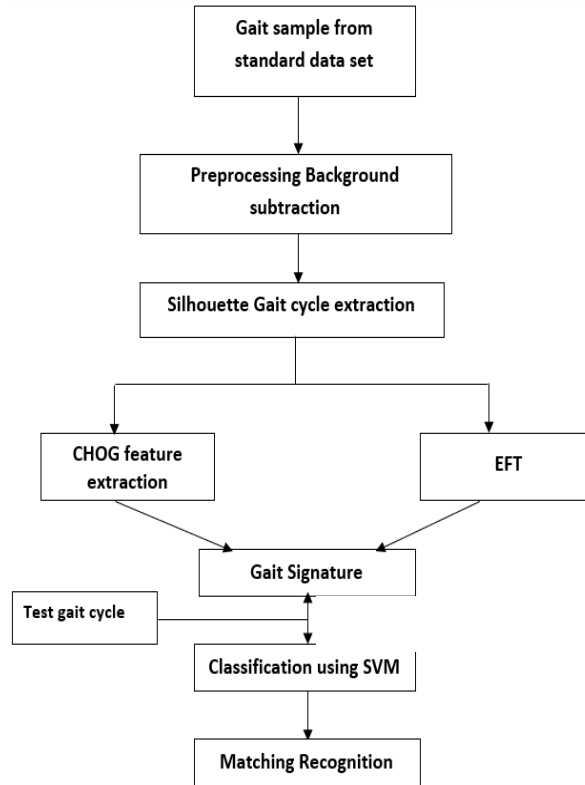 Gait sample from
standard data set
Preprocessing Background
subtraction
Silhouette Gait cycle extraction
CHOG feature
extraction
EFT
Gait Signature
Test gait cycle
Classification using SVM
Matching Recognition